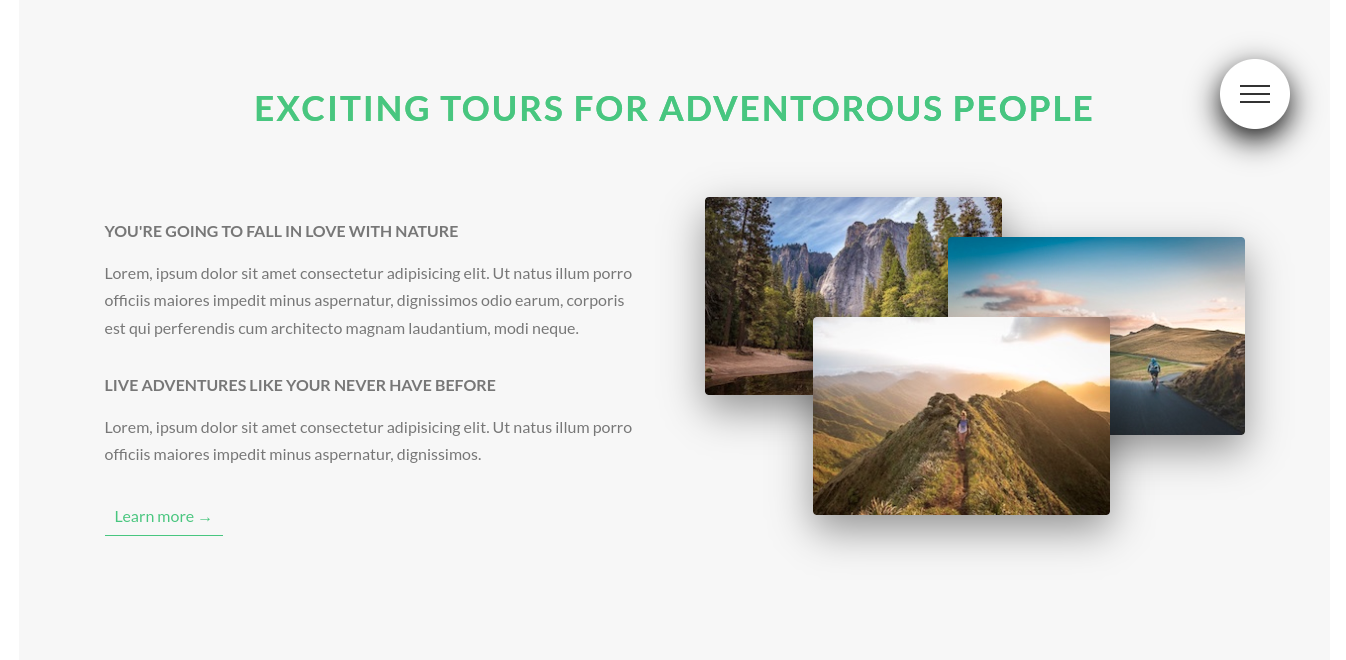 EXCITING TOURS FOR ADVENTOROUS PEOPLE
YOU'RE GOING TO FALL IN LOVE WITH NATURE
Lorem, ipsum dolor sit amet consectetur adipisicing elit. Ut natus illum porro
officiis maiores impedit minus aspernatur, dignissimos odio earum, corporis
est qui perferendis cum architecto magnam laudantium, modi neque.
LIVE ADVENTURES LIKE YOUR NEVER HAVE BEFORE
Lorem, ipsum dolor sit amet consectetur adipisicing elit. Ut natus illum porro
officiis maiores impedit minus aspernatur, dignissimos.
Learn more →